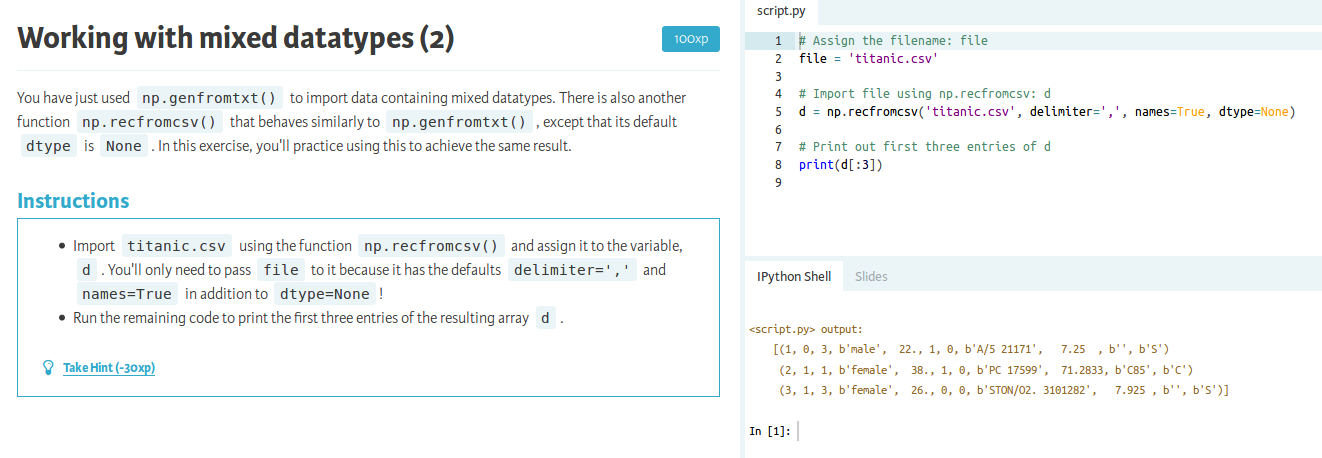 Working with mixed datatypes (2)
100xp
You have just used np.genfromtxt() to import data containing mixed datatypes. There is also another
function np.recfromcsv() that behaves similarly to np.genfromtxt() , except that its default
dtype is None . In this exercise, you'll practice using this to achieve the same result.
Instructions
• Import titanic.csv using the function np.recfromcsv() and assign it to the variable,
d . You'll only need to pass file to it because it has the defaults delimiter=',' and
names=True in addition to dtype=None !
• Run the remaining code to print the first three entries of the resulting array d .
Take Hint (-30xp)
script.py
1 # Assign the filename: file
2 file = 'titanic.csv'
3
4 # Import file using np.recfromcsv: d
5 d = np.recfromcsv('titanic.csv', delimiter=',', names=True, dtype=None)
6
7 # Print out first three entries of d
8 print(d[:3])
9
IPython Shell Slides
<script.py> output:
[(1, 0, 3, b'male', 22., 1, 0, b'A/5 21171', 7.25 , b'', b'S')
(2, 1, 1, b'female', 38., 1, 0, b'PC 17599', 71.2833, b'C85', b'C')
(3, 1, 3, b'female', 26., 0, 0, b'STON/O2. 3101282', 7.925 , b'', b'S')]
In [1]: